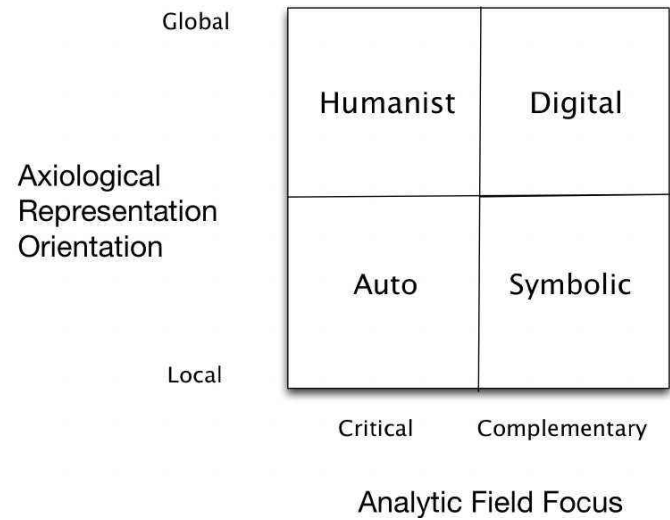 Global
Humanist
Digital
Axiological
Representation
Orientation
Auto
Symbolic
Local
Critical
Complementary
Analytic Field Focus